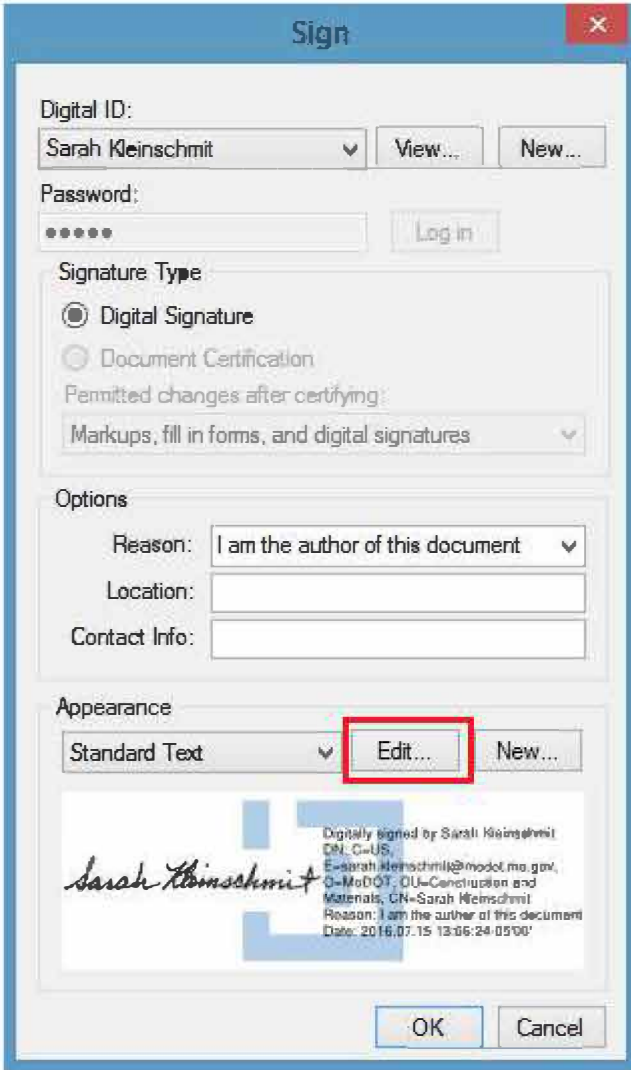 Sign
Digital ID:
Sarah Kleinschmit View... New...
Password:
••••• Log in
Signature Type
Digital Signature
Document Certification
Permitted changes after certifying:
Markups, fill in forms, and digital signatures
Options
Reason: I am the author of this document
Location:
Contact Info:
Appearance
Standard Text Edit... New...
Sarah Kleinschmit
Digitally signed by Sarah Kleinschmit
DN: C=US,
E=sarah.kleinschmit@modot.mo.gov,
O=MoDOT, OU=Construction and
Materials, CN=Sarah Kleinschmit
Reason: I am the author of this document
Date: 2016.07.15 13:06:24-05'00'
OK Cancel